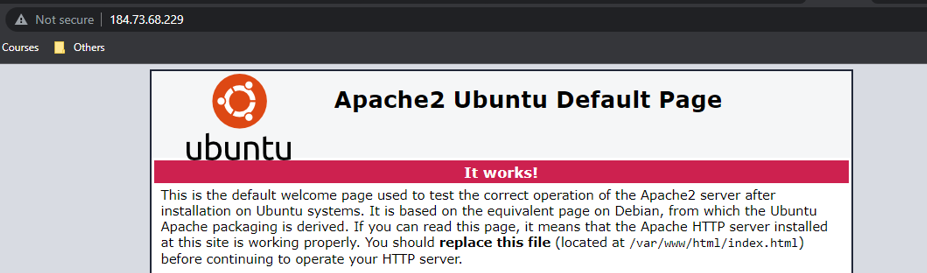 Not secure | 184.73.68.229
Courses Others
Apache2 Ubuntu Default Page
ubuntu
It works!
This is the default welcome page used to test the correct operation of the Apache2 server after
installation on Ubuntu systems. It is based on the equivalent page on Debian, from which the Ubuntu
Apache packaging is derived. If you can read this page, it means that the Apache HTTP server installed
at this site is working properly. You should replace this file (located at /var/www/html/index.html)
before continuing to operate your HTTP server.